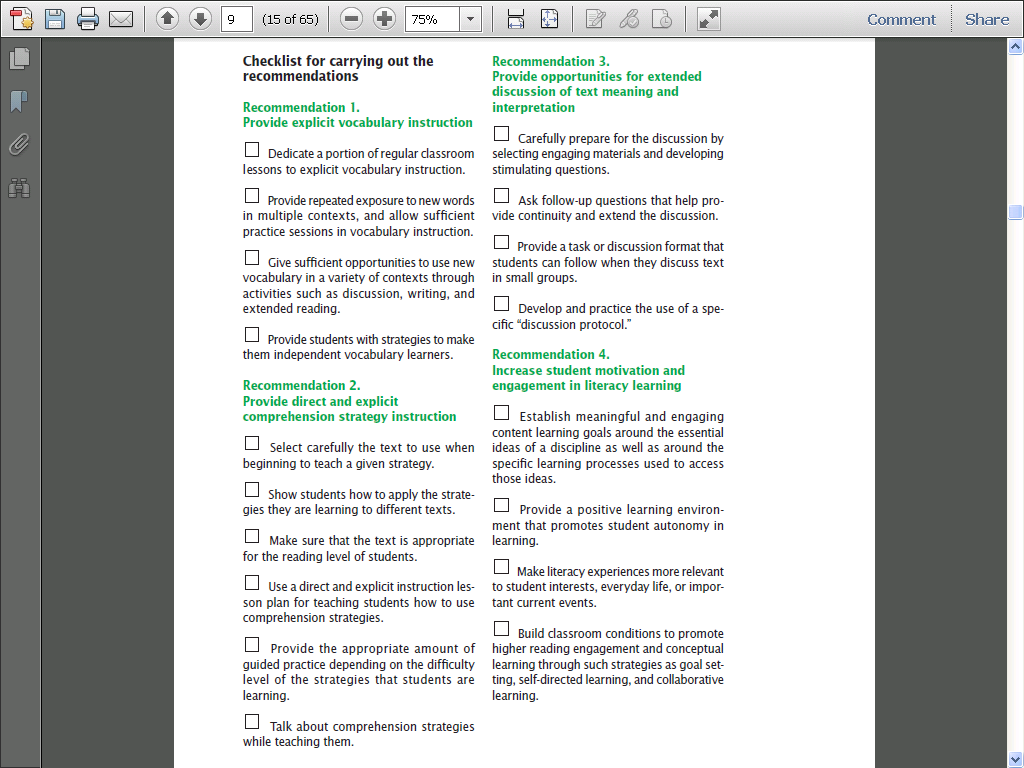 9
(15 of 65)
75%
Comment
Share
Checklist for carrying out the
recommendations
Recommendation 1.
Provide explicit vocabulary instruction
Dedicate a portion of regular classroom
lessons to explicit vocabulary instruction.
Provide repeated exposure to new words
in multiple contexts, and allow sufficient
practice sessions in vocabulary instruction.
Give sufficient opportunities to use new
vocabulary in a variety of contexts through
activities such as discussion, writing, and
extended reading.
Provide students with strategies to make
them independent vocabulary learners.
Recommendation 2.
Provide direct and explicit
comprehension strategy instruction
Select carefully the text to use when
beginning to teach a given strategy.
Show students how to apply the strate-
gies they are learning to different texts.
Make sure that the text is appropriate
for the reading level of students.
Use a direct and explicit instruction les-
son plan for teaching students how to use
comprehension strategies.
Provide the appropriate amount of
guided practice depending on the difficulty
level of the strategies that students are
learning.
Talk about comprehension strategies
while teaching them.
Recommendation 3.
Provide opportunities for extended
discussion of text meaning and
interpretation
Carefully prepare for the discussion by
selecting engaging materials and developing
stimulating questions.
Ask follow-up questions that help pro-
vide continuity and extend the discussion.
Provide a task or discussion format that
students can follow when they discuss text
in small groups.
Develop and practice the use of a spe-
cific “discussion protocol.”
Recommendation 4.
Increase student motivation and
engagement in literacy learning
Establish meaningful and engaging
content learning goals around the essential
ideas of a discipline as well as around the
specific learning processes used to access
those ideas.
Provide a positive learning environ-
ment that promotes student autonomy in
learning.
Make literacy experiences more relevant
to student interests, everyday life, or impor-
tant current events.
Build classroom conditions to promote
higher reading engagement and conceptual
learning through such strategies as goal set-
ting, self-directed learning, and collaborative
learning.